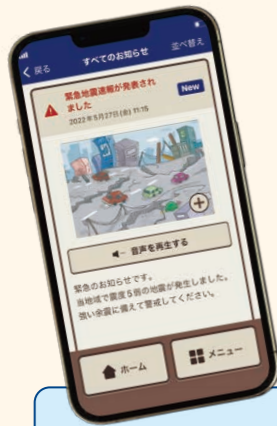 戻る
すべてのお知らせ
並べ替え
緊急地震速報が発表され
ました
New
2022年5月27日(金) 11:15
音声を再生する
緊急のお知らせです。
当地域で震度5弱の地震が発生しました。
強い余震に備えて警戒してください。
ホーム
メニュー